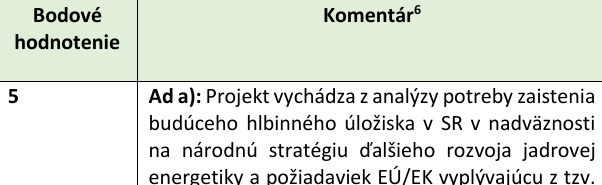 Bodové
hodnotenie
Komentár⁶
5
Ad a): Projekt vychádza z analýzy potreby zaistenia
budúceho hlbinného úložiska v SR v nadväznosti
na národnú stratégiu ďalšieho rozvoja jadrovej
energetiky a požiadaviek EÚ/EK vyplývajúcu z tzv.